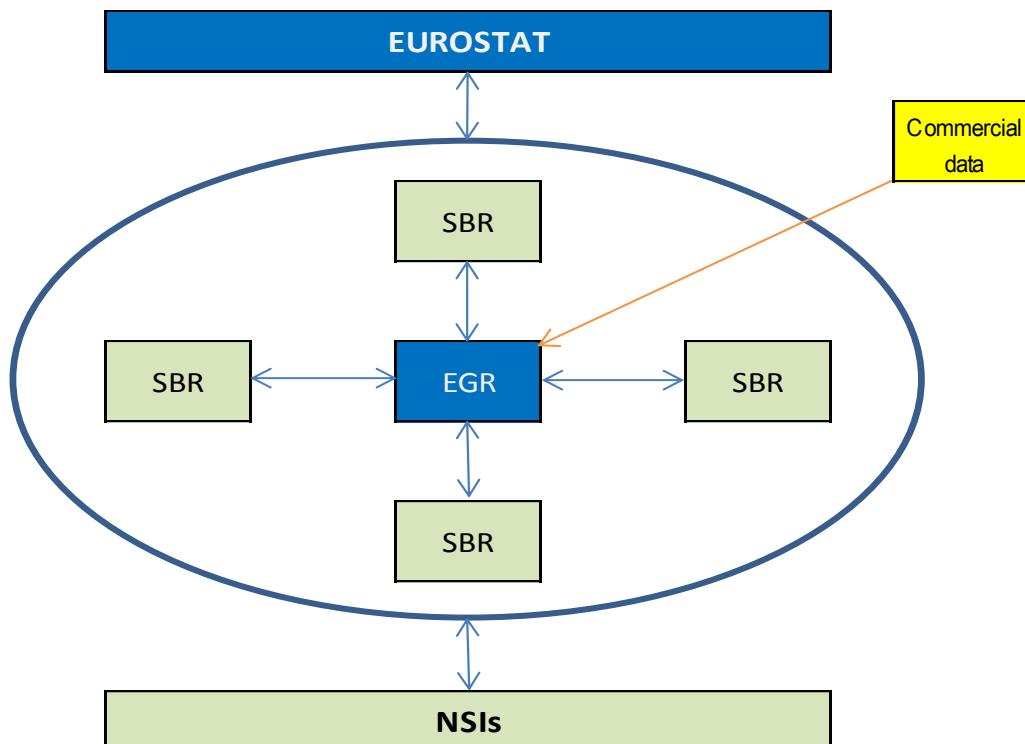 EUROSTAT
Commercial
data
SBR
SBR
EGR
SBR
SBR
NSIs